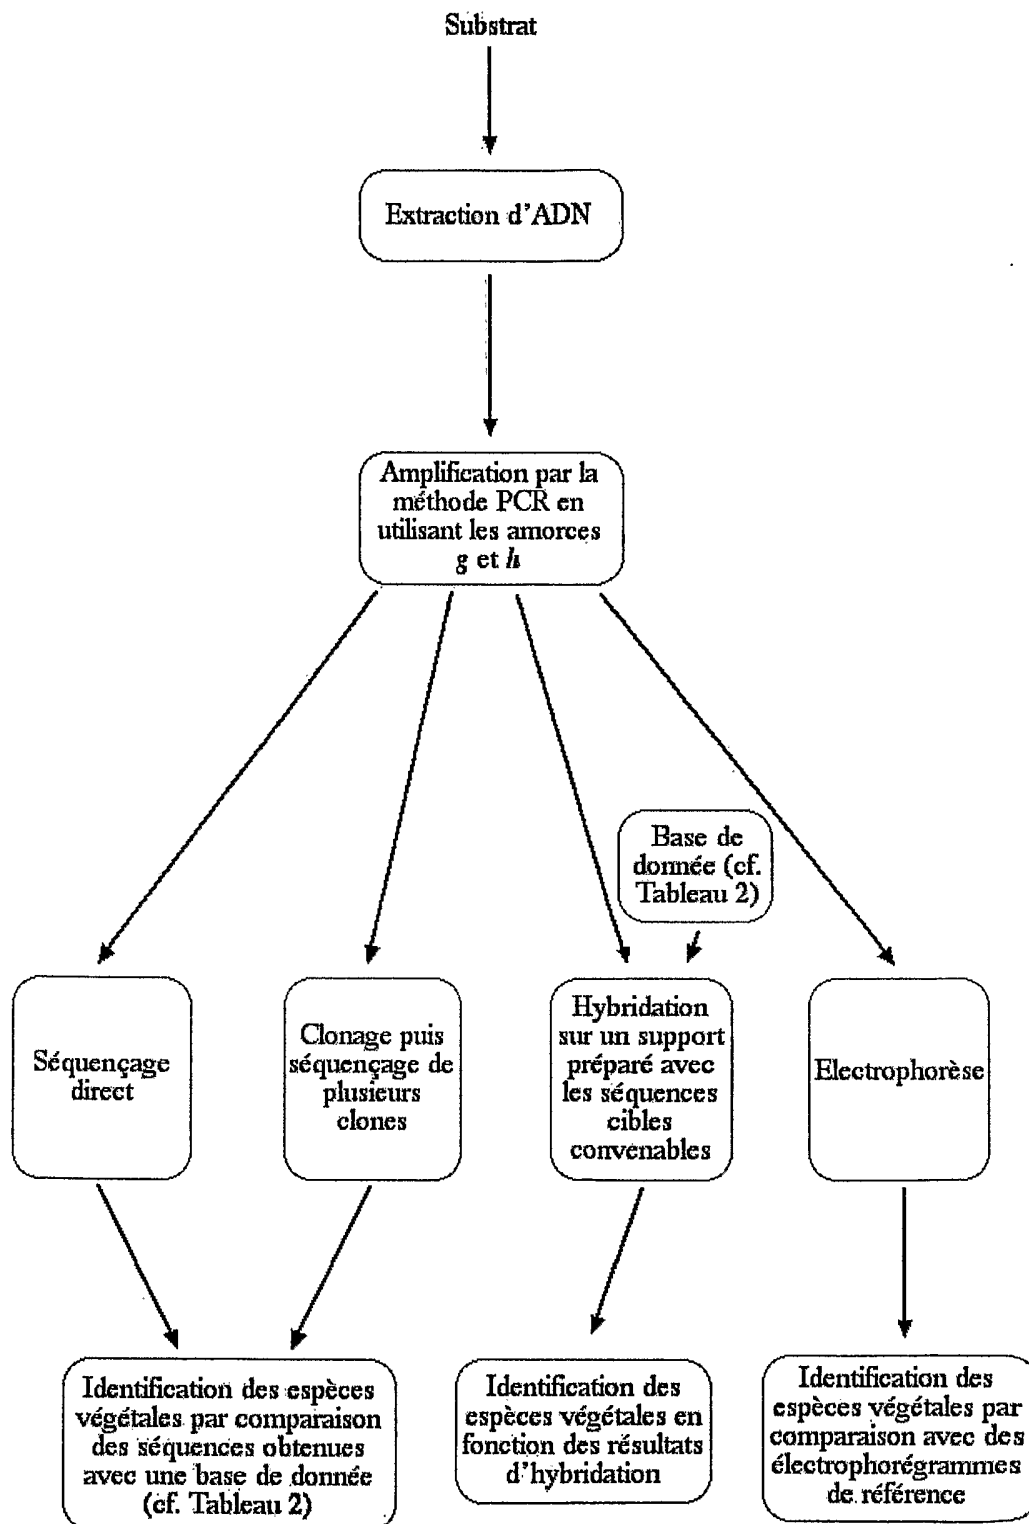 Substrat
Extraction d'ADN
Amplification par la
méthode PCR en
utilisant les amorces
g et h
Base de
donnée (cf.
Tableau 2)
Séquençage
direct
Clonage puis
séquençage de
plusieurs
clones
Hybridation
sur un support
préparé avec
les séquences
cibles
convenables
Electrophorèse
Identification des espèces
végétales par comparaison
des séquences obtenues
avec une base de donnée
(cf. Tableau 2)
Identification des
espèces végétales en
fonction des résultats
d'hybridation
Identification des
espèces végétales par
comparaison avec des
électrophorégrammes
de référence